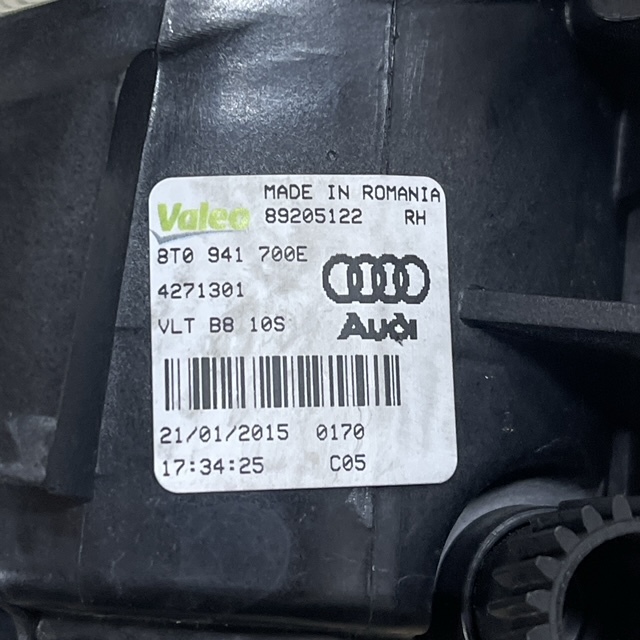 MADE IN ROMANIA
Valeo 89205122 RH
8T0 941 700E
4271301
VLT B8 10S
Audi
21/01/2015 0170
17:34:25 C05